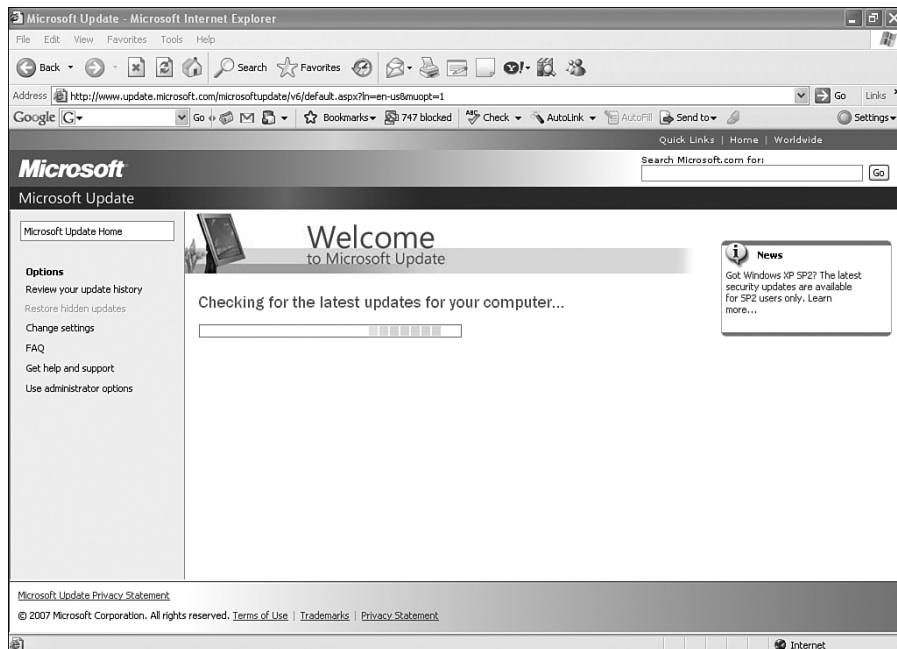 Microsoft Update - Microsoft Internet Explorer
File Edit View Favorites Tools Help
Back Search Favorites
Address http://www.update.microsoft.com/microsoftupdate/v6/default.aspx?ln=en-us&muopt=1 Go Links
Google G Go Bookmarks 747 blocked ABC Check AutoLink AutoFill Send to Settings
Quick Links | Home | Worldwide
Microsoft
Search Microsoft.com for:
Go
Microsoft Update
Microsoft Update Home
Options
Review your update history
Restore hidden updates
Change settings
FAQ
Get help and support
Use administrator options
Welcome
to Microsoft Update
Checking for the latest updates for your computer...
News
Got Windows XP SP2? The latest
security updates are available
for SP2 users only. Learn
more...
Microsoft Update Privacy Statement
© 2007 Microsoft Corporation. All rights reserved. Terms of Use | Trademarks | Privacy Statement
Internet